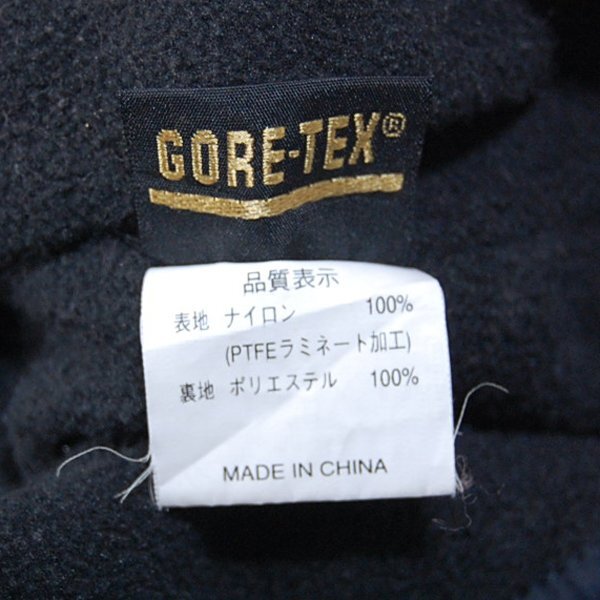 GORE-TEX®
品質表示
表地 ナイロン 100%
(PTFEラミネート加工)
裏地 ポリエステル 100%
MADE IN CHINA